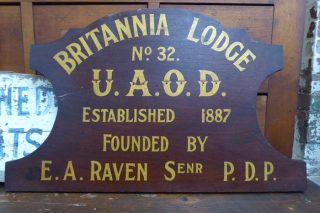 BRITANNIA LODGE
No 32.
U.A.O.D.
ESTABLISHED 1887
FOUNDED BY
E. A. RAVEN SENR P. D. P.